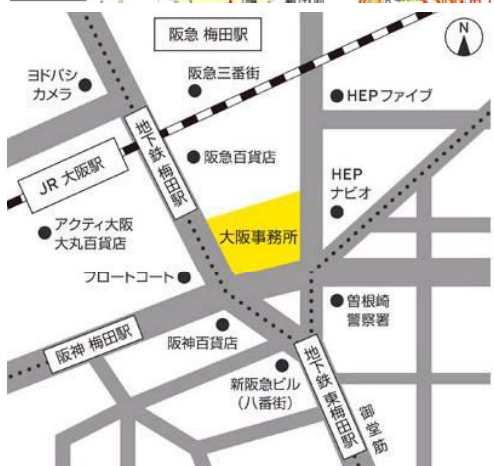 阪急 梅田駅
N
ヨドバシ
カメラ
阪急三番街
HEPファイブ
地下鉄 梅田駅
阪急百貨店
JR 大阪駅
HEP
ナビオ
アクティ大阪
大丸百貨店
大阪事務所
フロートコート
曽根崎
警察署
阪神 梅田駅
阪神百貨店
地下鉄 東梅田駅
新阪急ビル
(八番街)
御堂筋